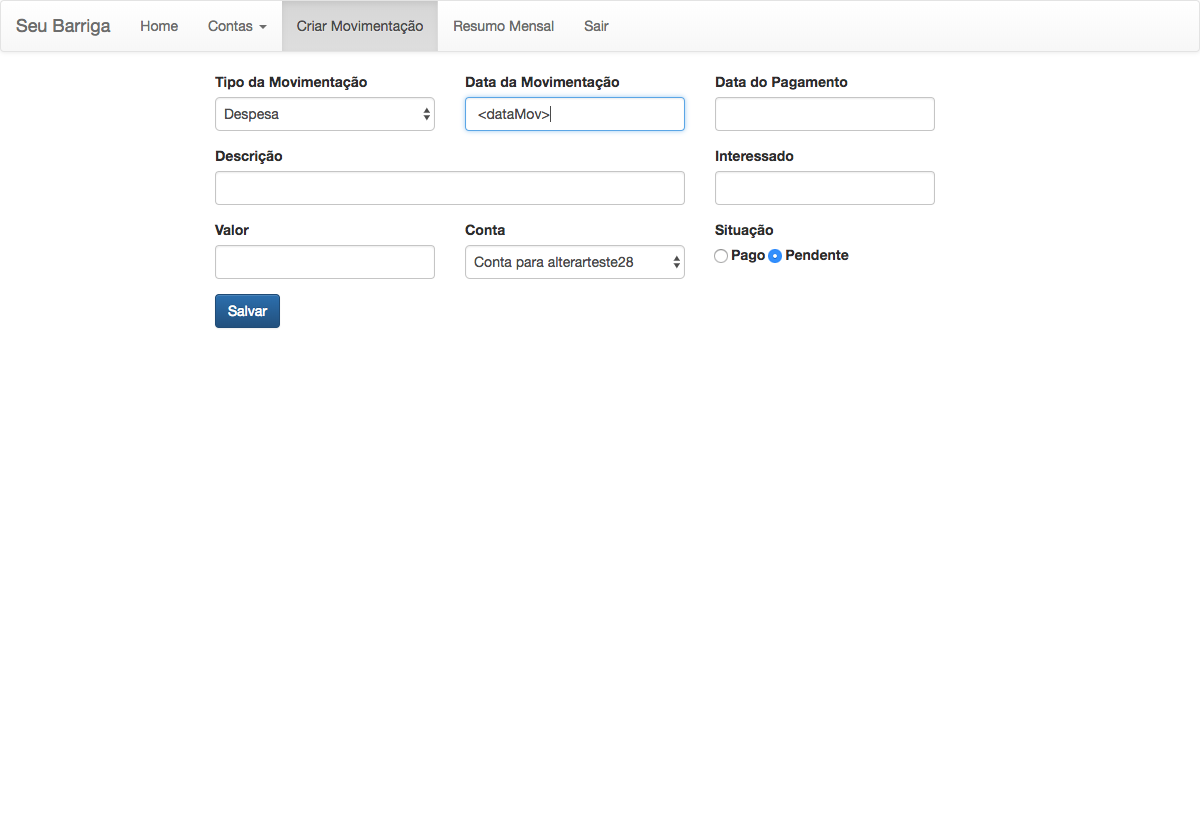 Seu Barriga Home Contas Criar Movimentação Resumo Mensal Sair
Tipo da Movimentação Data da Movimentação Data do Pagamento
Despesa <dataMov>
Descrição Interessado
Valor Conta Situação
Conta para alterarteste28 Pago Pendente
Salvar